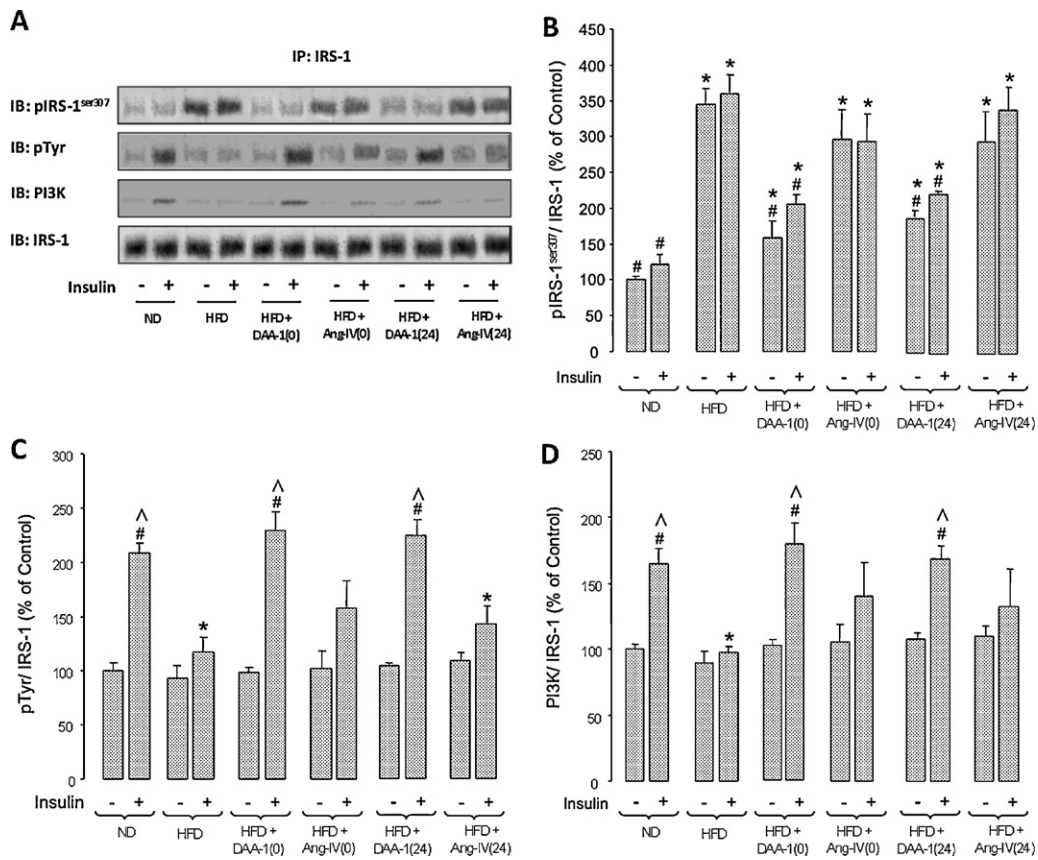 A
IP: IRS-1
IB: pIRS-1ser307
IB: pTyr
IB: PI3K
IB: IRS-1
Insulin - + - + - + - + - + - +
ND HFD HFD+ DAA-1(0) HFD+ Ang-IV(0) HFD+ DAA-1(24) HFD+ Ang-IV(24)
B
pIRS-1ser307/ IRS-1 (% of Control)
450
400
350
300
250
200
150
100
50
0
# # * * * # * # * * * # * # * *
Insulin - + - + - + - + - + - +
ND HFD HFD + DAA-1(0) HFD + Ang-IV(0) HFD + DAA-1(24) HFD + Ang-IV(24)
C
pTyr/ IRS-1 (% of Control)
300
250
200
150
100
50
0
^ # * ^ # ^ # *
Insulin - + - + - + - + - + - +
ND HFD HFD + DAA-1(0) HFD + Ang-IV(0) HFD + DAA-1(24) HFD + Ang-IV(24)
D
PI3K/ IRS-1 (% of Control)
250
200
150
100
50
0
^ # * ^ # ^ #
Insulin - + - + - + - + - + - +
ND HFD HFD + DAA-1(0) HFD + Ang-IV(0) HFD + DAA-1(24) HFD + Ang-IV(24)